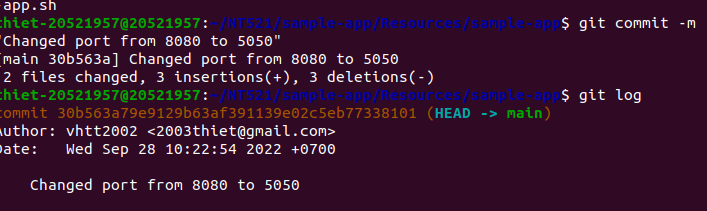 -app.sh
thiet-20521957@20521957:~/NT521/sample-app/Resources/sample-app$ git commit -m
"Changed port from 8080 to 5050"
[main 30b563a] Changed port from 8080 to 5050
2 files changed, 3 insertions(+), 3 deletions(-)
thiet-20521957@20521957:~/NT521/sample-app/Resources/sample-app$ git log
commit 30b563a79e9129b63af391139e02c5eb77338101 (HEAD -> main)
Author: vhtt2002 <2003thiet@gmail.com>
Date: Wed Sep 28 10:22:54 2022 +0700
Changed port from 8080 to 5050